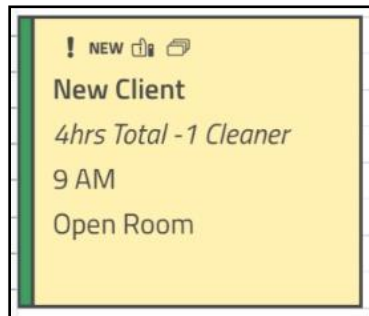 ! NEW
New Client
4hrs Total -1 Cleaner
9 AM
Open Room